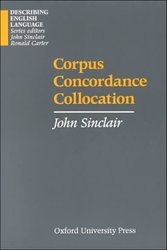 DESCRIBING
ENGLISH
LANGUAGE
Series editors
John Sinclair
Ronald Carter
Corpus
Concordance
Collocation
John Sinclair
Oxford University Press